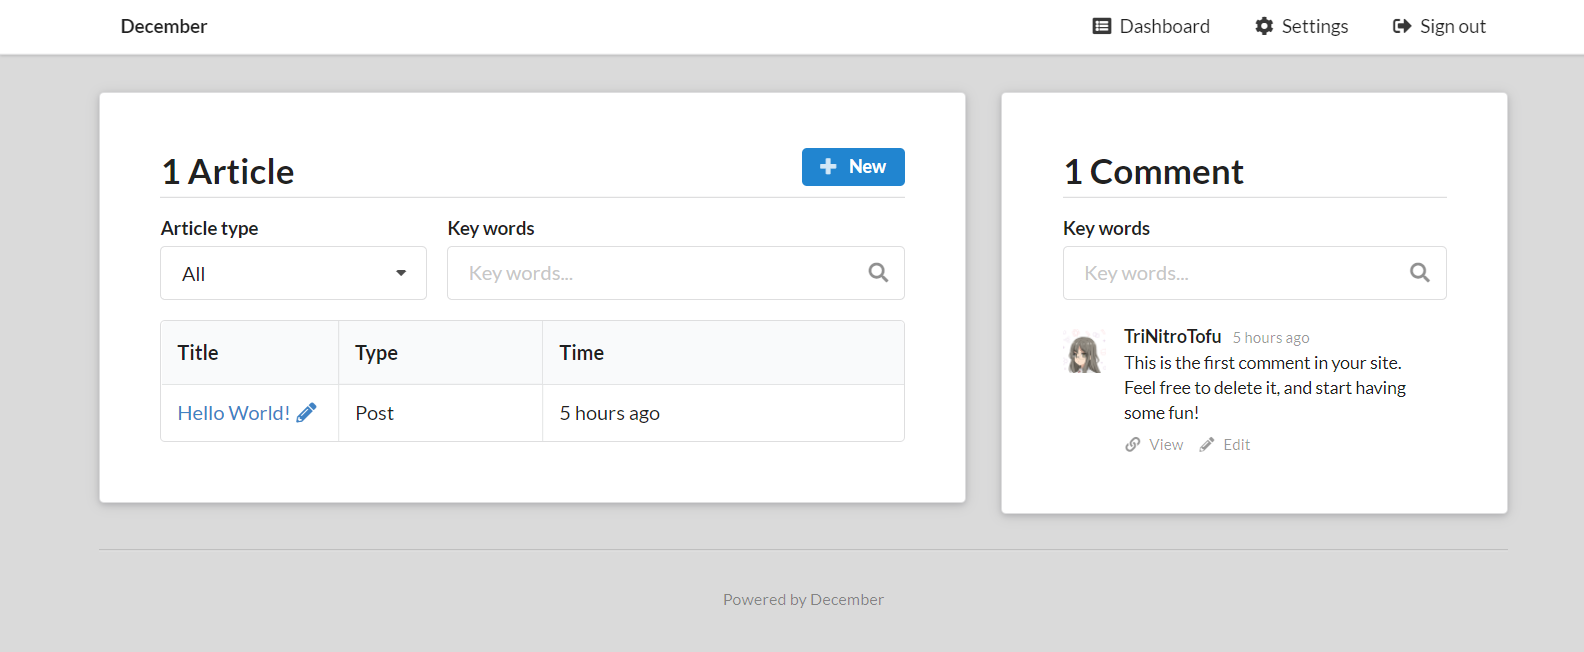 December
Dashboard
Settings
Sign out
1 Article
New
Article type
Key words
All
Key words...
Title
Type
Time
Hello World!
Post
5 hours ago
1 Comment
Key words
Key words...
TriNitroTofu 5 hours ago
This is the first comment in your site.
Feel free to delete it, and start having
some fun!
View
Edit
Powered by December